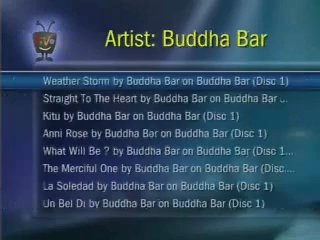 Artist: Buddha Bar
Weather Storm by Buddha Bar on Buddha Bar (Disc 1)
Straight To The Heart by Buddha Bar on Buddha Bar ...
Kitu by Buddha Bar on Buddha Bar (Disc 1)
Anni Rose by Buddha Bar on Buddha Bar (Disc 1)
What Will Be ? by Buddha Bar on Buddha Bar (Disc 1...
The Merciful One by Buddha Bar on Buddha Bar (Disc....
La Soledad by Buddha Bar on Buddha Bar (Disc 1)
Un Bel Di by Buddha Bar on Buddha Bar (Disc 1)